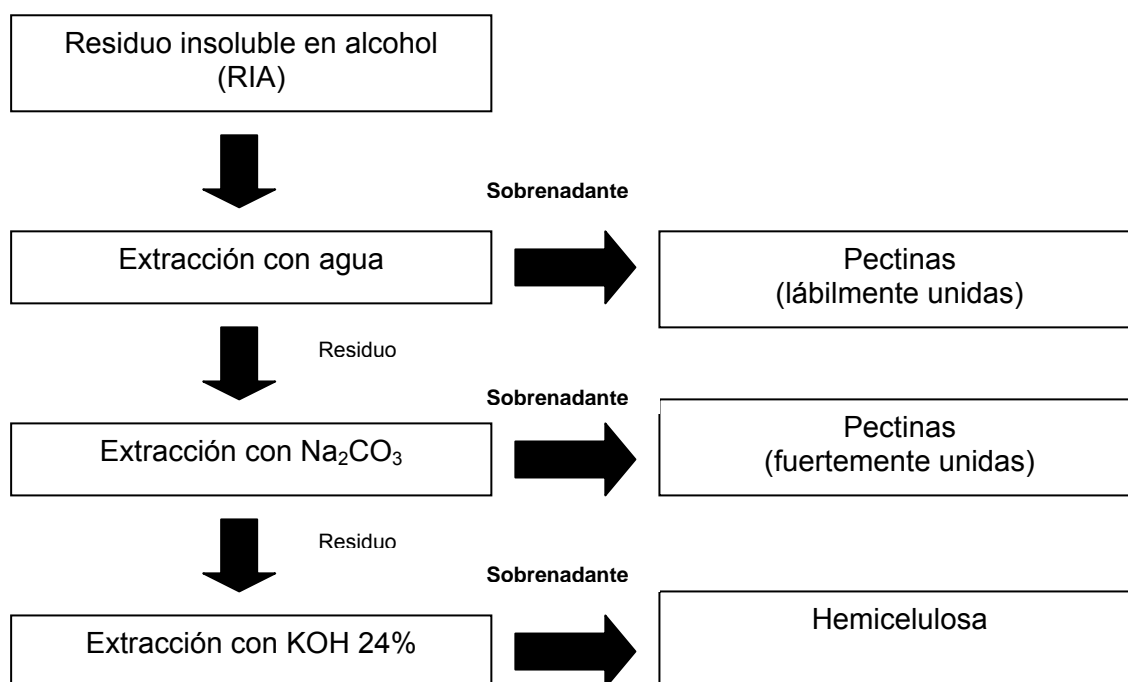 Residuo insoluble en alcohol
(RIA)
Sobrenadante
Extracción con agua
Pectinas
(lábilmente unidas)
Residuo
Sobrenadante
Extracción con Na₂CO₃
Pectinas
(fuertemente unidas)
Residuo
Sobrenadante
Extracción con KOH 24%
Hemicelulosa